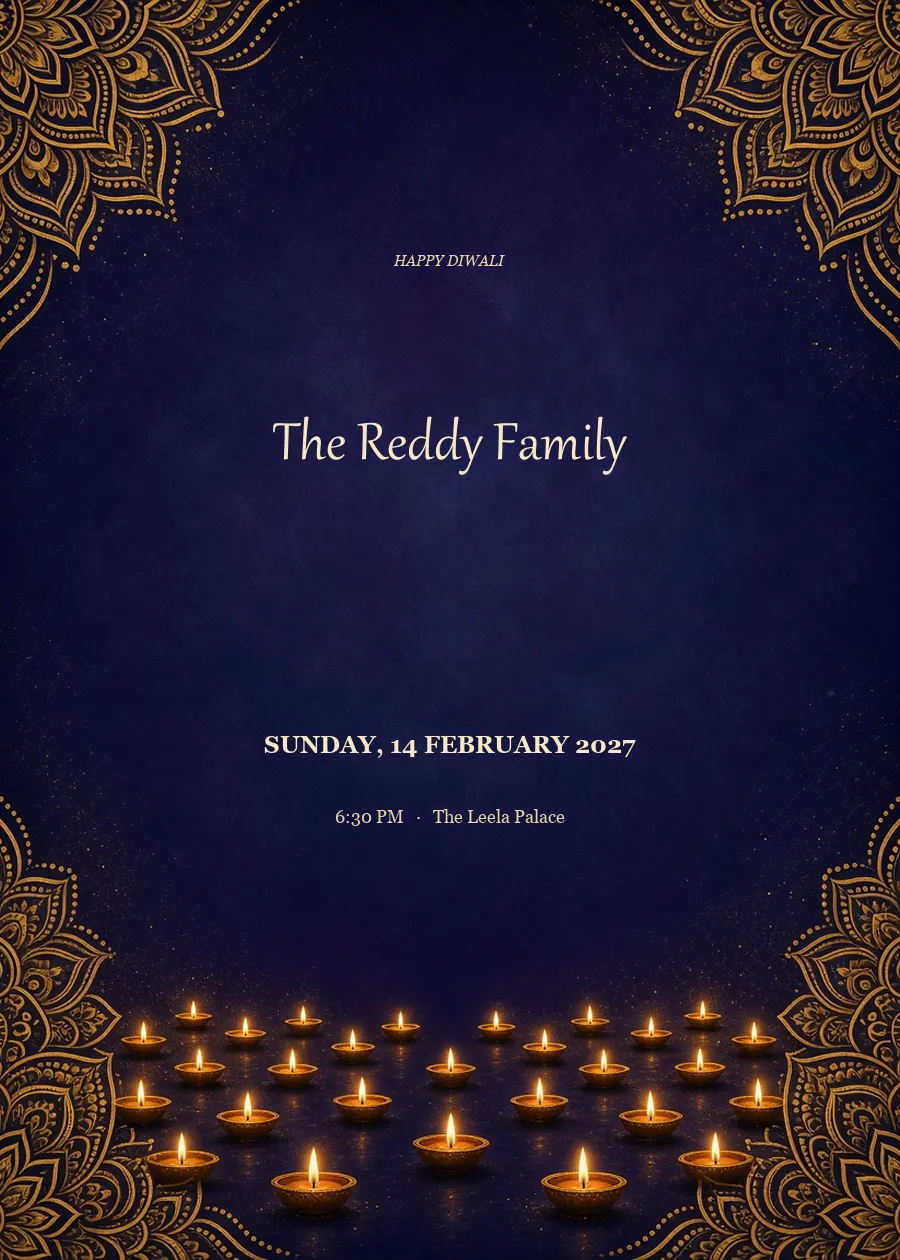 HAPPY DIWALI
The Reddy Family
SUNDAY, 14 FEBRUARY 2027
6:30 PM · The Leela Palace